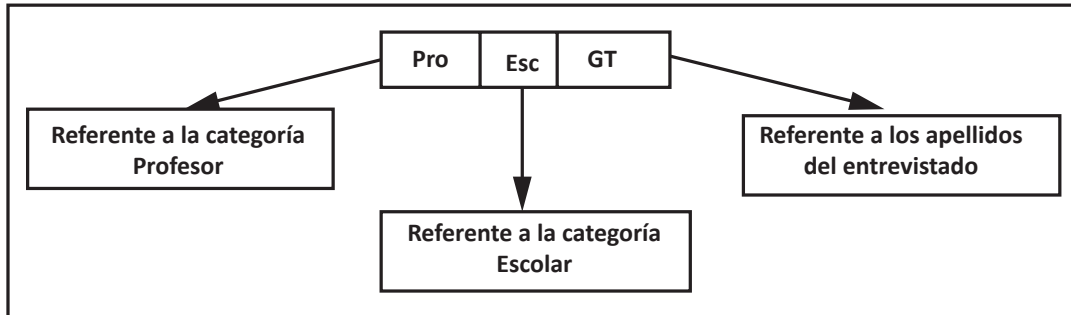 Pro Esc GT
Referente a la categoría
Profesor
Referente a los apellidos
del entrevistado
Referente a la categoría
Escolar